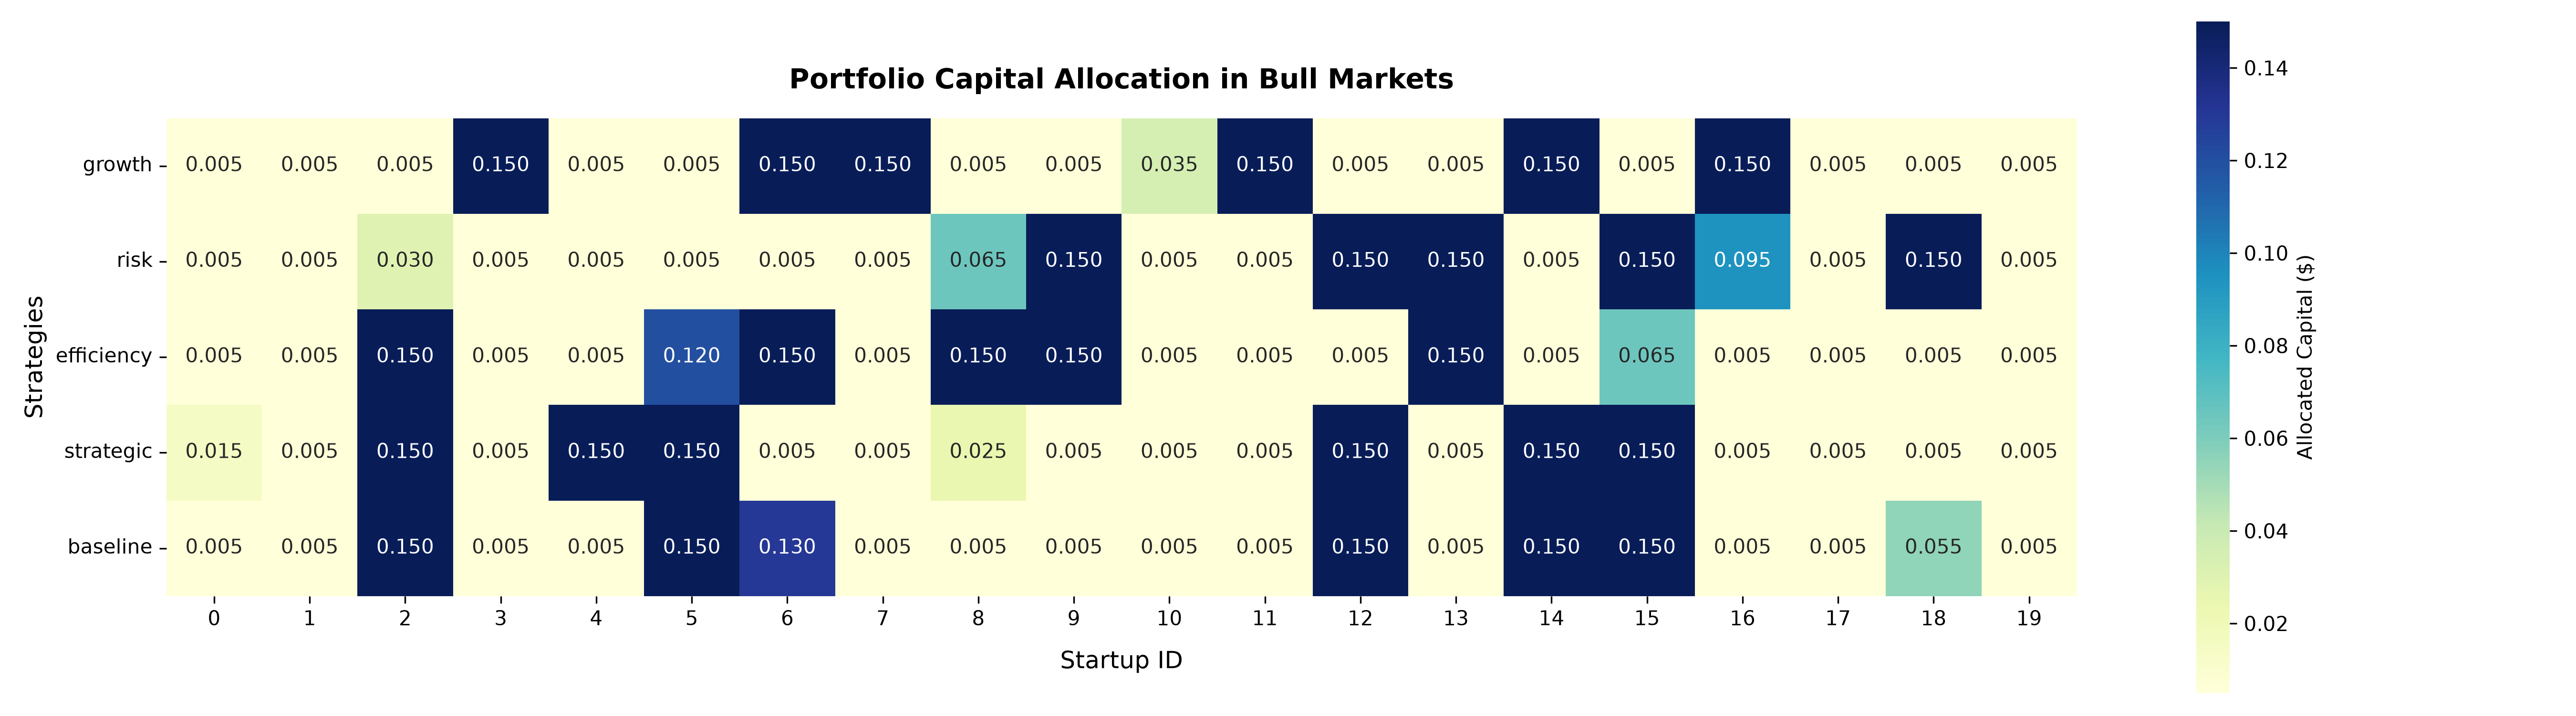 Portfolio Capital Allocation in Bull Markets
Strategies
growth 0.005 0.005 0.005 0.150 0.005 0.005 0.150 0.150 0.005 0.005 0.035 0.150 0.005 0.005 0.150 0.005 0.150 0.005 0.005 0.005
risk 0.005 0.005 0.030 0.005 0.005 0.005 0.005 0.005 0.065 0.150 0.005 0.005 0.150 0.150 0.005 0.150 0.095 0.005 0.150 0.005
efficiency 0.005 0.005 0.150 0.005 0.005 0.120 0.150 0.005 0.150 0.150 0.005 0.005 0.005 0.150 0.005 0.065 0.005 0.005 0.005 0.005
strategic 0.015 0.005 0.150 0.005 0.150 0.150 0.005 0.005 0.025 0.005 0.005 0.005 0.150 0.005 0.150 0.150 0.005 0.005 0.005 0.005
baseline 0.005 0.005 0.150 0.005 0.005 0.150 0.130 0.005 0.005 0.005 0.005 0.005 0.150 0.005 0.150 0.150 0.005 0.005 0.055 0.005
0 1 2 3 4 5 6 7 8 9 10 11 12 13 14 15 16 17 18 19
Startup ID
0.14
0.12
0.10
0.08
0.06
0.04
0.02
Allocated Capital ($)